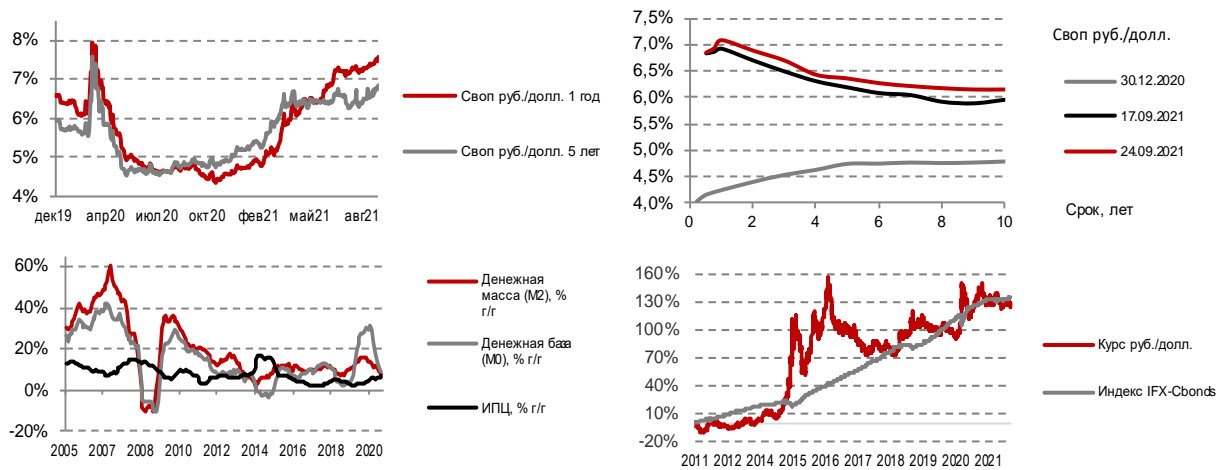 8%
7%
6%
5%
4%
дек19 апр20 июл20 окт20 фев21 май21 авг21
Своп руб./долл. 1 год
Своп руб./долл. 5 лет
7,5%
7,0%
6,5%
6,0%
5,5%
5,0%
4,5%
4,0%
0 2 4 6 8 10
Своп руб./долл.
30.12.2020
17.09.2021
24.09.2021
Срок, лет
60%
40%
20%
0%
-20%
2005 2007 2008 2010 2012 2014 2016 2018 2020
Денежная
масса (M2), %
г/г
Денежная база
(M0), % г/г
ИПЦ, % г/г
160%
130%
100%
70%
40%
10%
-20%
2011 2012 2014 2015 2016 2017 2018 2019 2020 2021
Курс руб./долл.
Индекс IFX-Cbonds